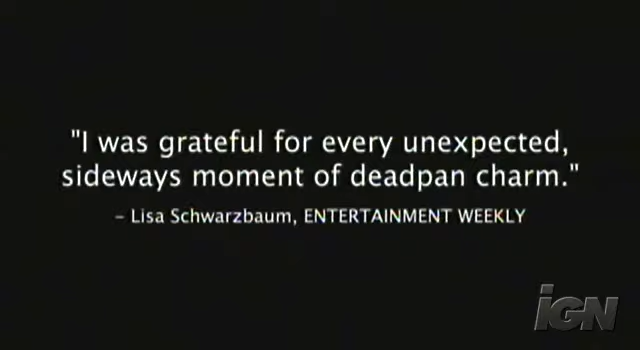 "I was grateful for every unexpected,
sideways moment of deadpan charm."
– Lisa Schwarzbaum, ENTERTAINMENT WEEKLY
iGN